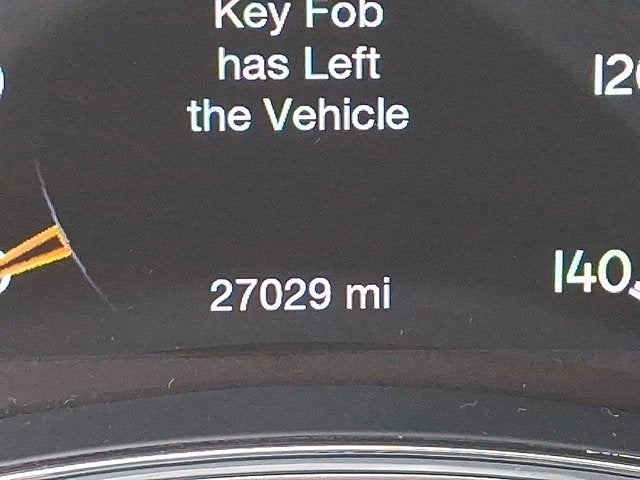 Key Fob
has Left
the Vehicle
120
27029 mi
140